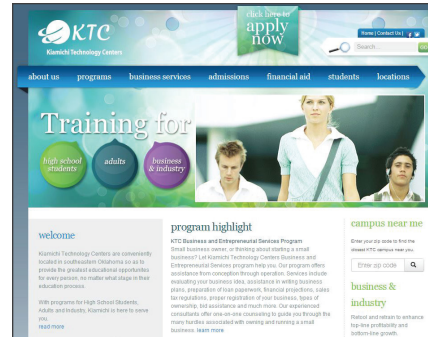 click here to
apply
now
KTC
Kiamichi Technology Centers
Home | Contact Us |
Search...
GO
about us
programs
business services
admissions
financial aid
students
locations
Training for
high school
students
adults
business
& industry
welcome
Kiamichi Technology Centers are conveniently
located in southeastern Oklahoma so as to
provide the greatest educational opportunities
for every person, no matter what steps in their
education process.
With programs for High School Students,
Adults and Industry, Kiamichi is here to serve
you.
read more
program highlight
KTC Business and Entrepreneurial Services Program
Small business owner, or thinking about starting a small
business? Let Kiamichi Technology Centers Business and
Entrepreneurial Services program help you. Our program offers
assistance from conception through operation. Services include
evaluating your business idea, assistance in writing business
plans, preparation of loan paperwork, financial projections, sales
tax registrations, proper registration of your business, types of
ownership, bid assistance and much more. Our experienced
consultants offer one-on-one counseling to guide you through the
many hurdles associated with owning and running a small
business. learn more
campus near me
Enter your zip code to find the
closest KTC campus near you.
Enter zip code
business &
industry
Retool and retrain to enhance
top-line profitability and
bottom-line growth.